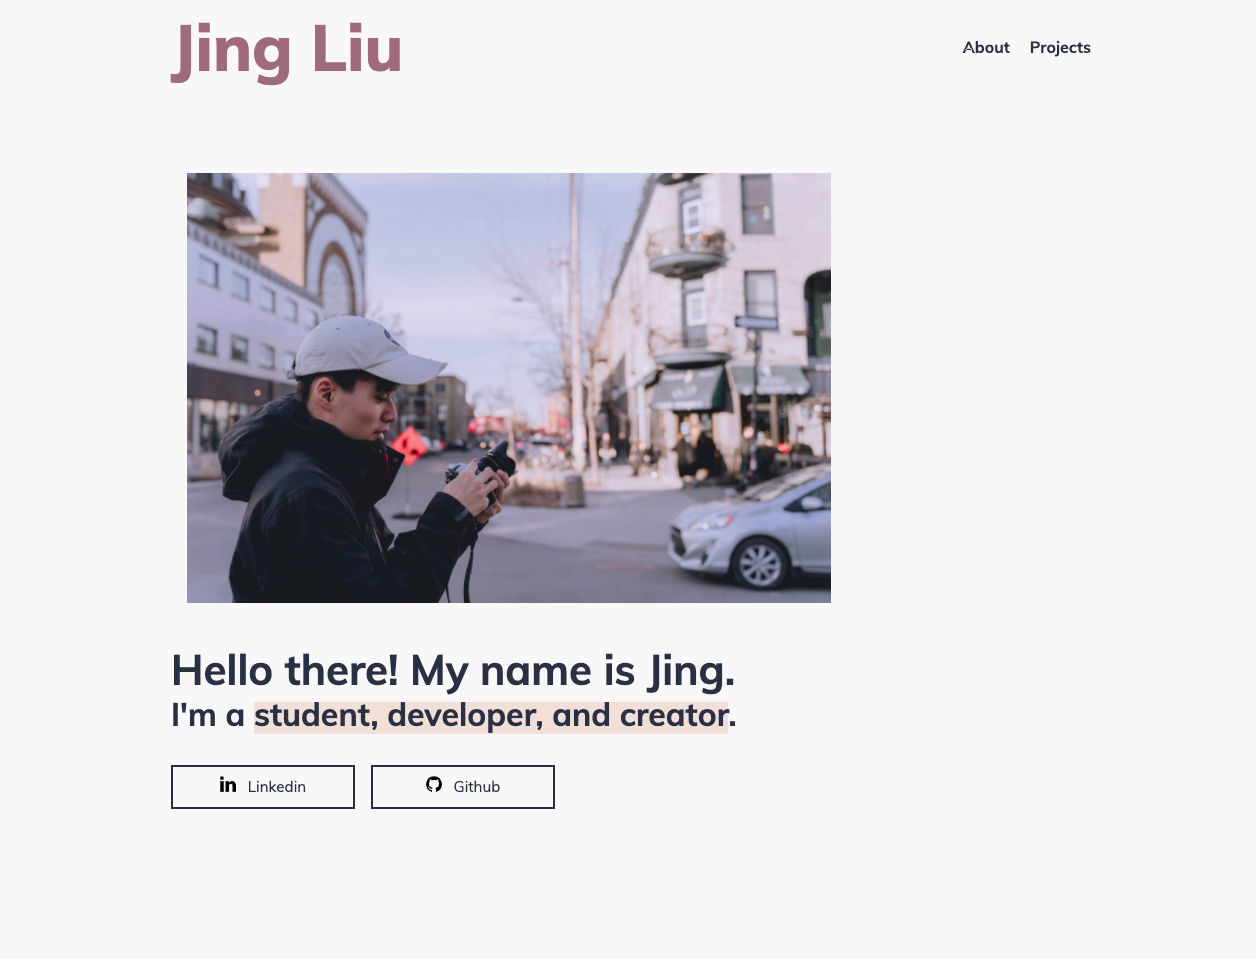 Jing Liu
About Projects
Hello there! My name is Jing.
I'm a student, developer, and creator.
Linkedin
Github